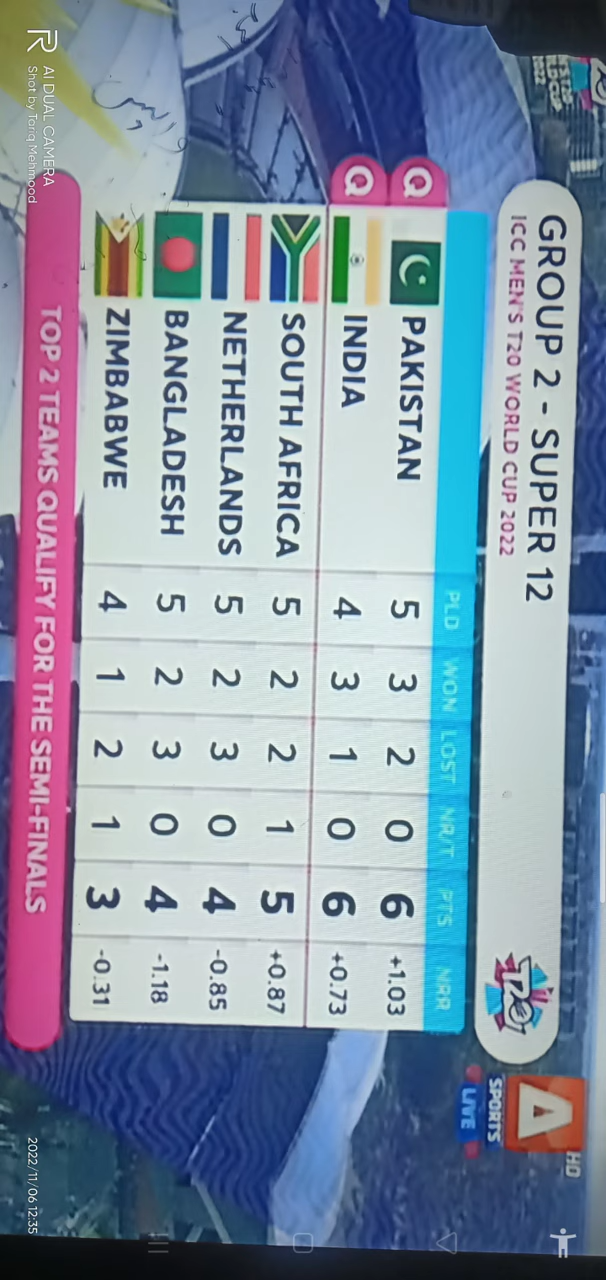 GROUP 2 - SUPER 12
ICC MEN'S T20 WORLD CUP 2022
PLD WON LOST NR/T PTS NRR
Q PAKISTAN 5 3 2 0 6 +1.03
Q INDIA 4 3 1 0 6 +0.73
SOUTH AFRICA 5 2 2 1 5 +0.87
NETHERLANDS 5 2 3 0 4 -0.85
BANGLADESH 5 2 3 0 4 -1.18
ZIMBABWE 4 1 2 1 3 -0.31
TOP 2 TEAMS QUALIFY FOR THE SEMI-FINALS
A HD
SPORTS
LIVE
AI DUAL CAMERA
Shot by Tariq Mehmood
2022/11/06 12:35